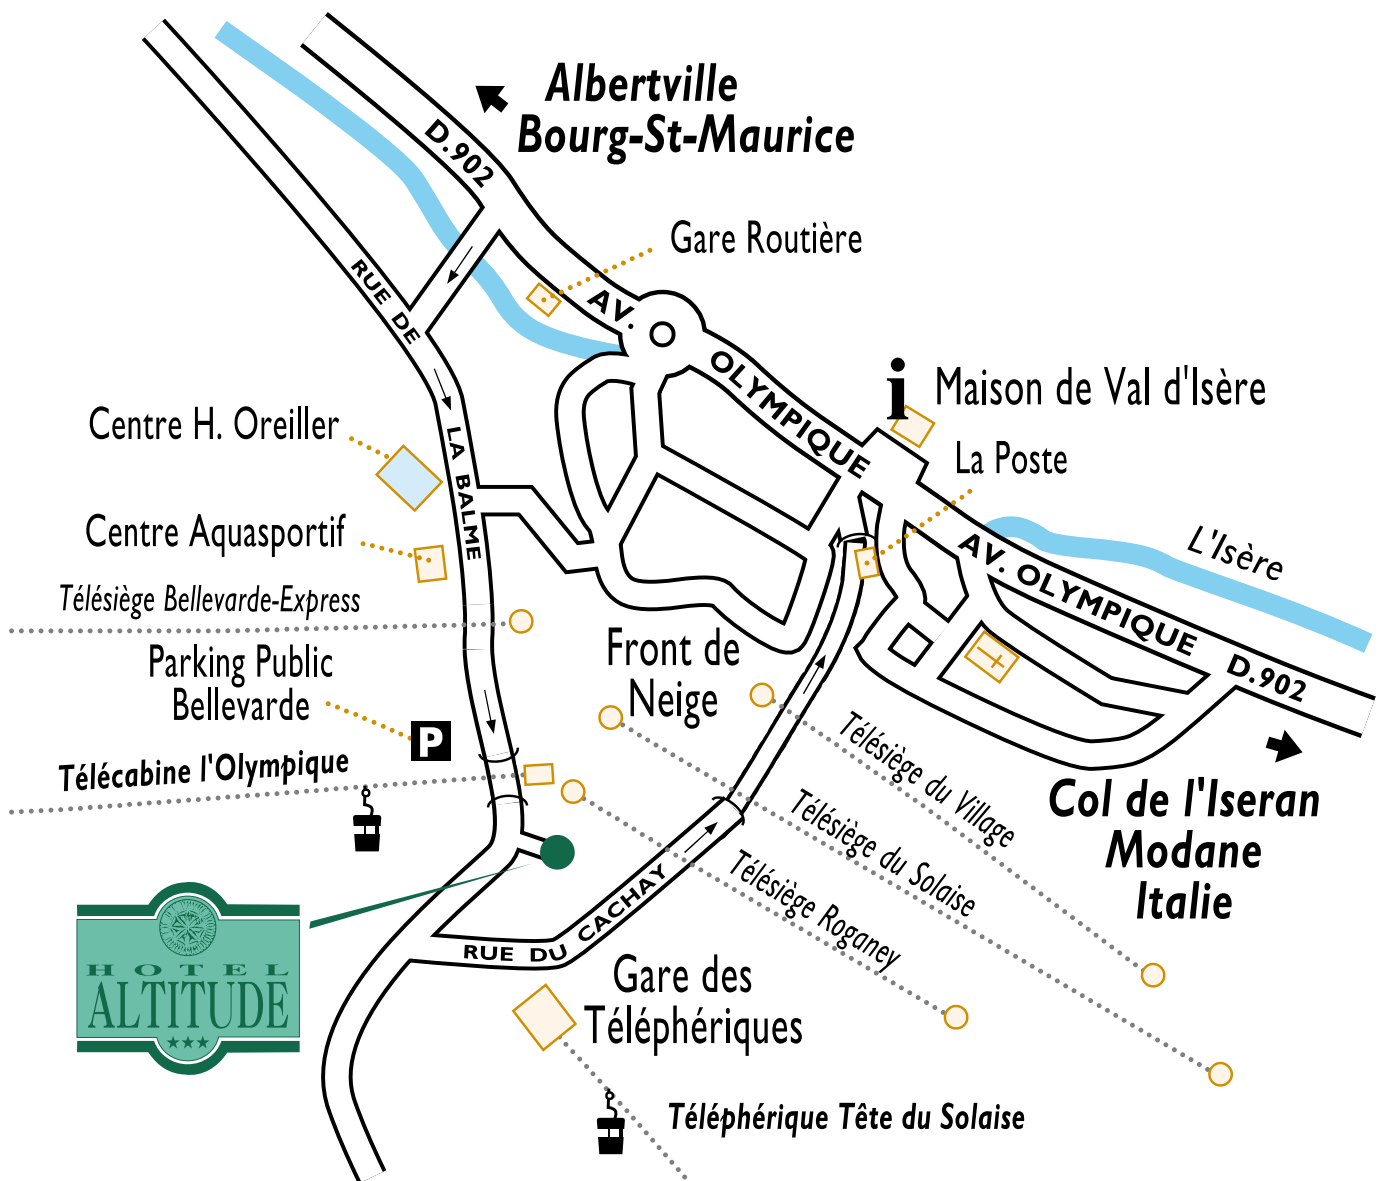 Albertville
Bourg-St-Maurice
D.902
Gare Routière
RUE DE
AV.
OLYMPIQUE
i
Maison de Val d'Isère
Centre H. Oreiller
LA BALME
La Poste
Centre Aquasportif
L'Isère
AV. OLYMPIQUE
D.902
Télésiège Bellevarde-Express
Front de
Neige
Parking Public
Bellevarde
P
Télécabine l'Olympique
Télésiège du Village
Col de l'Iseran
Modane
Italie
Télésiège du Solaise
Télésiège Roganey
RUE DU CACHAY
HOTEL
ALTITUDE
Gare des
Téléphériques
Téléphérique Tête du Solaise